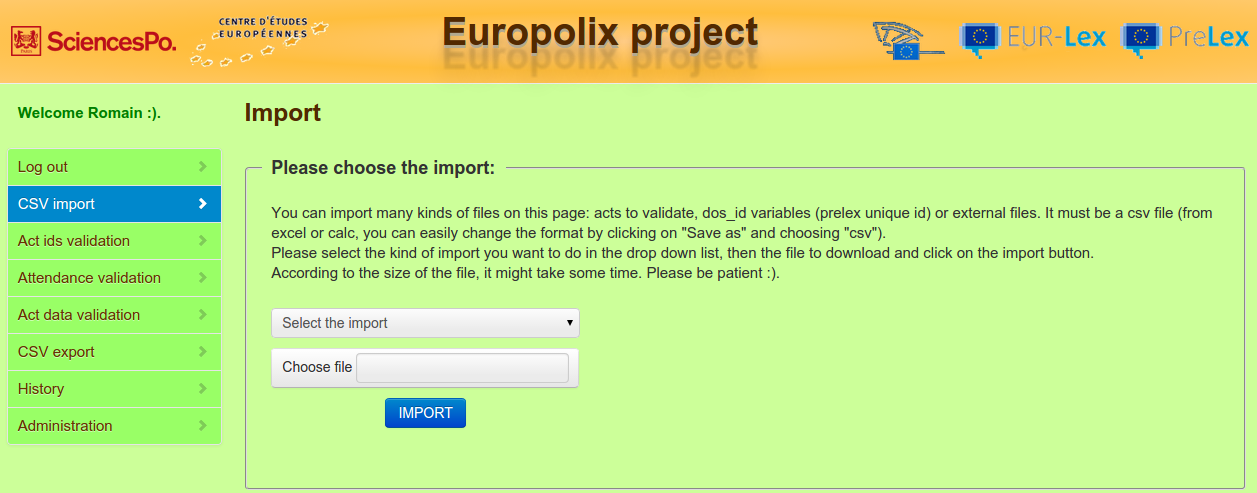 SciencesPo.
CENTRE D'ÉTUDES
EUROPÉENNES
Europolix project
EUR-Lex
PreLex
Welcome Romain :).
Log out
CSV import
Act ids validation
Attendance validation
Act data validation
CSV export
History
Administration
Import
Please choose the import:
You can import many kinds of files on this page: acts to validate, dos_id variables (prelex unique id) or external files. It must be a csv file (from
excel or calc, you can easily change the format by clicking on "Save as" and choosing "csv").
Please select the kind of import you want to do in the drop down list, then the file to download and click on the import button.
According to the size of the file, it might take some time. Please be patient :).
Select the import
Choose file
IMPORT